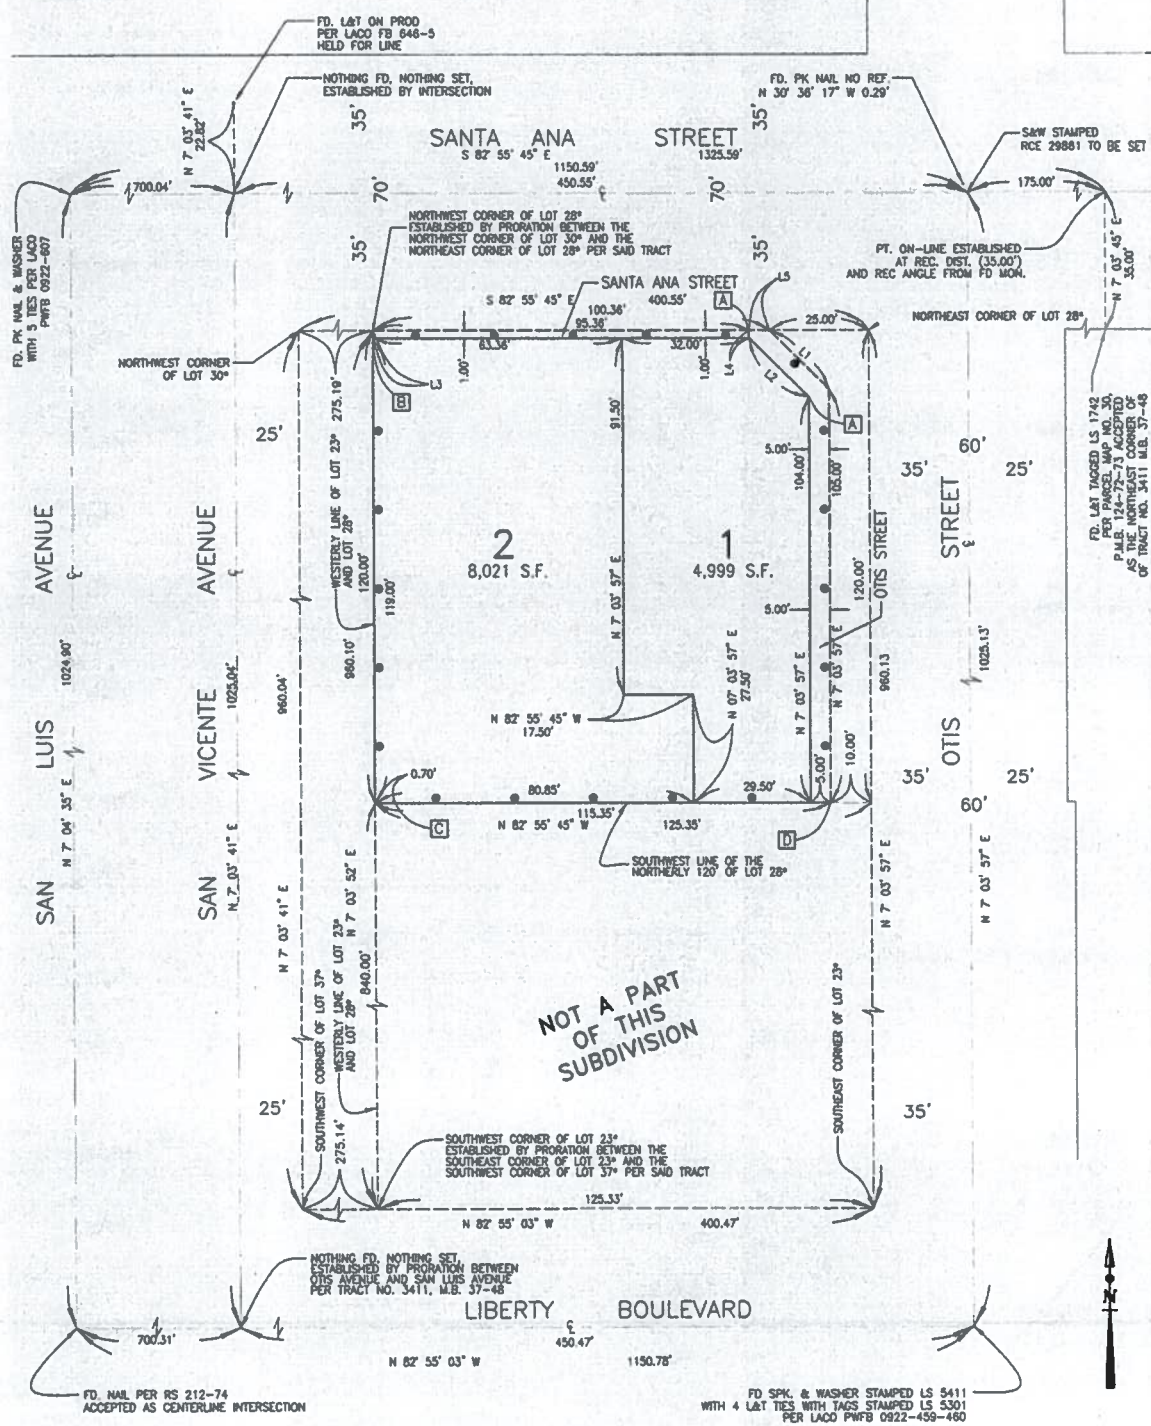 FD. L&T ON PROD
PER LACO FB 646-5
HELD FOR LINE
NOTHING FD, NOTHING SET,
ESTABLISHED BY INTERSECTION
FD. PK NAIL NO REF.
N 30° 36' 17" W 0.29'
S&W STAMPED
RCE 29881 TO BE SET
N 7° 03' 41" E
22.82'
35'
35'
SANTA ANA STREET
S 82° 55' 45" E
1325.59'
1150.59'
450.55'
700.04'
70'
70'
175.00'
FD. PK NAIL & WASHER
WITH 5 TIES PER LACO
PWFB 0922-607
NORTHWEST CORNER OF LOT 28*
ESTABLISHED BY PRORATION BETWEEN THE
NORTHWEST CORNER OF LOT 30* AND THE
NORTHEAST CORNER OF LOT 28* PER SAID TRACT
35'
35'
PT. ON-LINE ESTABLISHED
AT REC. DIST. (35.00')
AND REC ANGLE FROM FD MON.
N 7° 03' 45" E
35.00'
SANTA ANA STREET
S 82° 55' 45" E
400.55'
100.36'
95.36'
A
L5
25.00'
NORTHEAST CORNER OF LOT 28*
NORTHWEST CORNER
OF LOT 30*
63.36'
32.00'
1.00'
1.00'
L4
L1
L2
L3
B
A
275.19'
25'
WESTERLY LINE OF LOT 23*
AND LOT 28*
91.50'
5.00'
104.00'
105.00'
35'
60'
25'
FD. L&T TAGGED LS 1742
PER PARCEL MAP NO. 30,
P.M.B. 124-72-73 ACCEPTED
AS THE NORTHEAST CORNER OF
OF TRACT NO. 3411 M.B. 37-48
SAN LUIS AVENUE
SAN VICENTE AVENUE
OTIS STREET
2
8,021 S.F.
1
4,999 S.F.
OTIS STREET
120.00'
119.00'
N 7° 03' 57" E
5.00'
120.00'
1024.90'
1025.04'
960.04'
960.10'
960.13
1025.13'
N 7° 03' 57" E
N 7° 03' 57" E
N 07° 03' 57" E
27.50'
N 82° 55' 45" W
17.50'
0.70'
80.85'
29.50'
5.00'
10.00'
35'
60'
25'
C
N 82° 55' 45" W
115.35'
125.35'
D
SOUTHWEST LINE OF THE
NORTHERLY 120' OF LOT 28*
N 7° 04' 35" E
N 7° 03' 41" E
N 7° 03' 41" E
N 7° 03' 52" E
N 7° 03' 57" E
N 7° 03' 57" E
840.00'
WESTERLY LINE OF LOT 23*
AND LOT 28*
SOUTHWEST CORNER OF LOT 37*
SOUTHEAST CORNER OF LOT 23*
NOT A PART
OF THIS
SUBDIVISION
25'
35'
275.14'
SOUTHWEST CORNER OF LOT 23*
ESTABLISHED BY PRORATION BETWEEN THE
SOUTHEAST CORNER OF LOT 23* AND THE
SOUTHWEST CORNER OF LOT 37* PER SAID TRACT
125.33'
N 82° 55' 03" W
400.47'
NOTHING FD, NOTHING SET,
ESTABLISHED BY PRORATION BETWEEN
OTIS AVENUE AND SAN LUIS AVENUE
PER TRACT NO. 3411, M.B. 37-48
LIBERTY BOULEVARD
700.31'
450.47'
N 82° 55' 03" W
1150.78'
N
FD. NAIL PER RS 212-74
ACCEPTED AS CENTERLINE INTERSECTION
FD SPK. & WASHER STAMPED LS 5411
WITH 4 L&T TIES WITH TAGS STAMPED LS 5301
PER LACO PWFB 0922-459-460